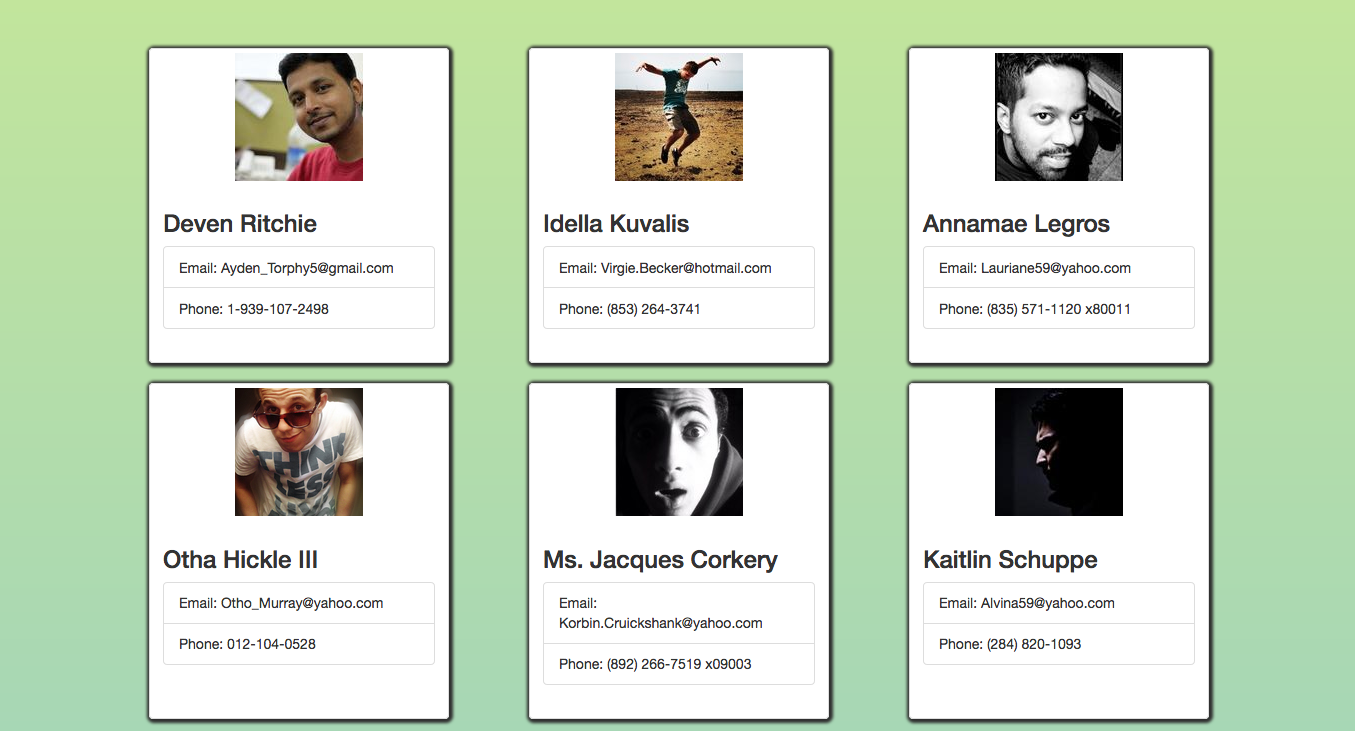 Deven Ritchie
Email: Ayden_Torphy5@gmail.com
Phone: 1-939-107-2498
Idella Kuvalis
Email: Virgie.Becker@hotmail.com
Phone: (853) 264-3741
Annamae Legros
Email: Lauriane59@yahoo.com
Phone: (835) 571-1120 x80011
THINK
LESS
Otha Hickle III
Email: Otho_Murray@yahoo.com
Phone: 012-104-0528
Ms. Jacques Corkery
Email:
Korbin.Cruickshank@yahoo.com
Phone: (892) 266-7519 x09003
Kaitlin Schuppe
Email: Alvina59@yahoo.com
Phone: (284) 820-1093